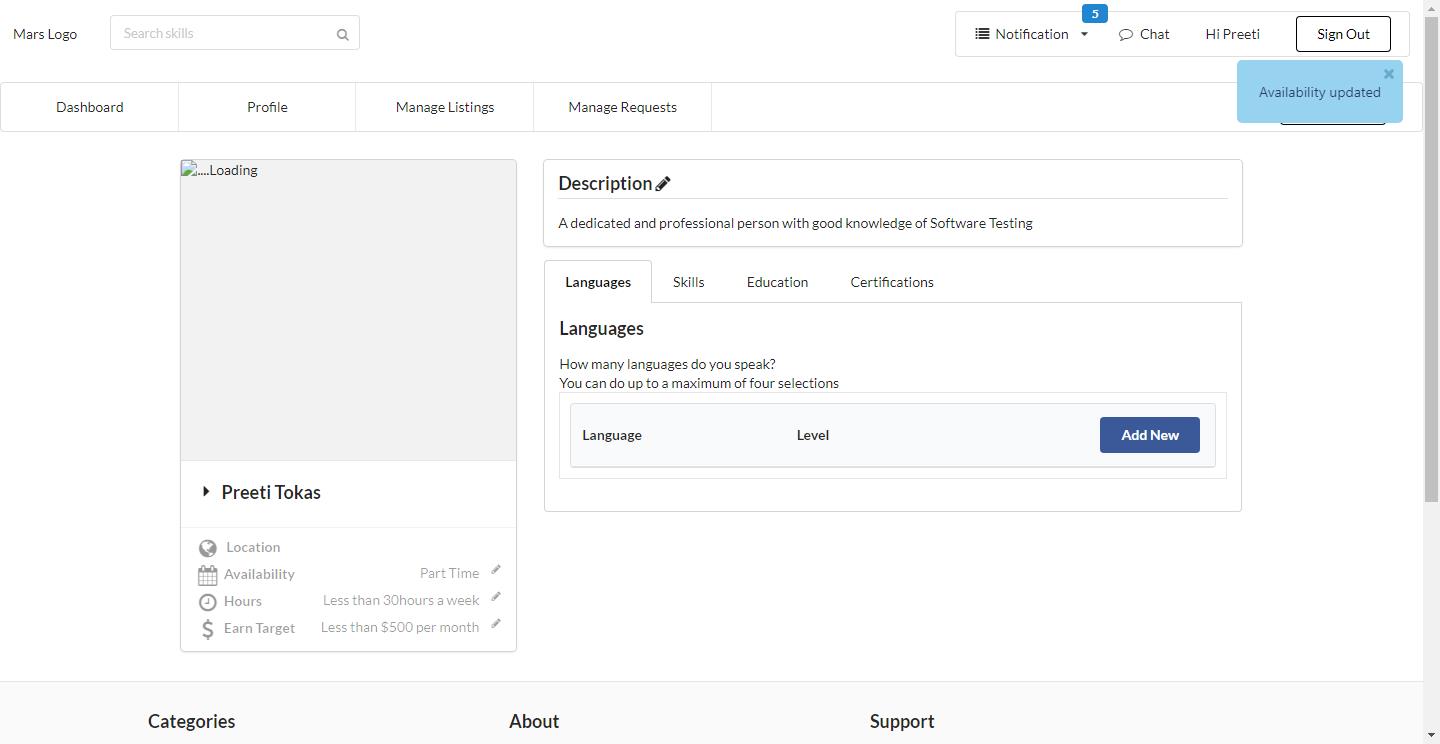 Mars Logo
Search skills
5
Notification
Chat
Hi Preeti
Sign Out
Availability updated
Dashboard
Profile
Manage Listings
Manage Requests
....Loading
Description
A dedicated and professional person with good knowledge of Software Testing
Languages
Skills
Education
Certifications
Languages
How many languages do you speak?
You can do up to a maximum of four selections
Language
Level
Add New
Preeti Tokas
Location
Availability
Part Time
Hours
Less than 30hours a week
Earn Target
Less than $500 per month
Categories
About
Support